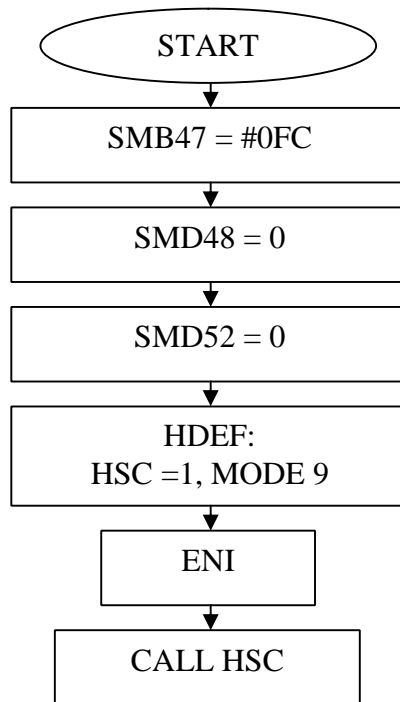 START
SMB47 = #0FC
SMD48 = 0
SMD52 = 0
HDEF:
HSC =1, MODE 9
ENI
CALL HSC